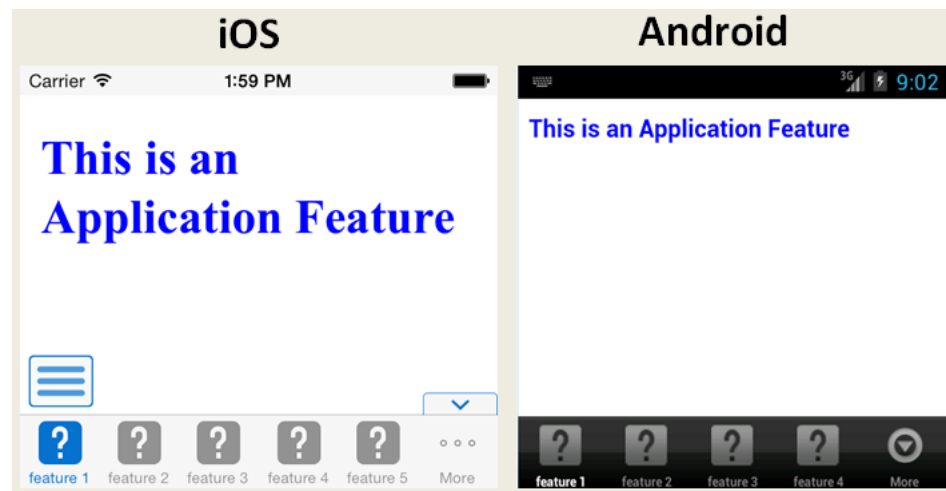 iOS
Android
Carrier 1:59 PM
3G 9:02
This is an
Application Feature
This is an Application Feature
? ? ? ? ?
feature 1 feature 2 feature 3 feature 4 feature 5 More
? ? ? ?
feature 1 feature 2 feature 3 feature 4 More